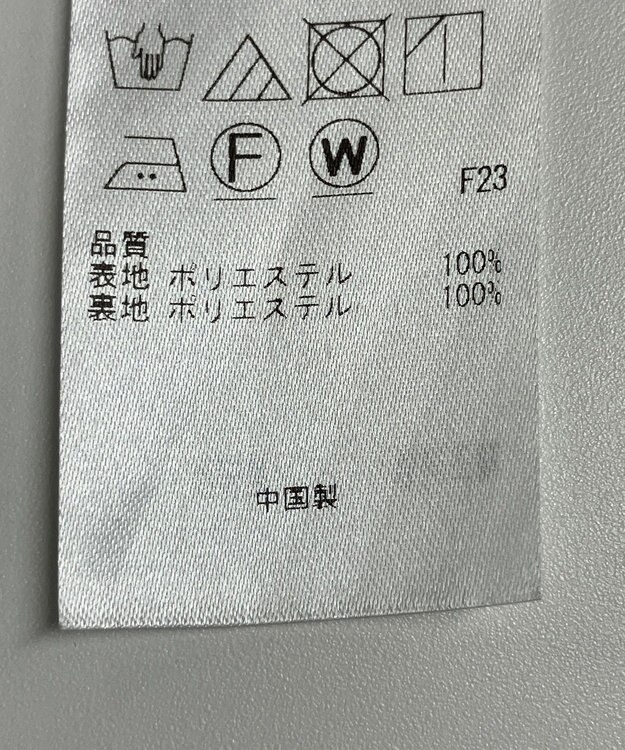 F W F23
品質
表地 ポリエステル 100%
裏地 ポリエステル 100%
中国製